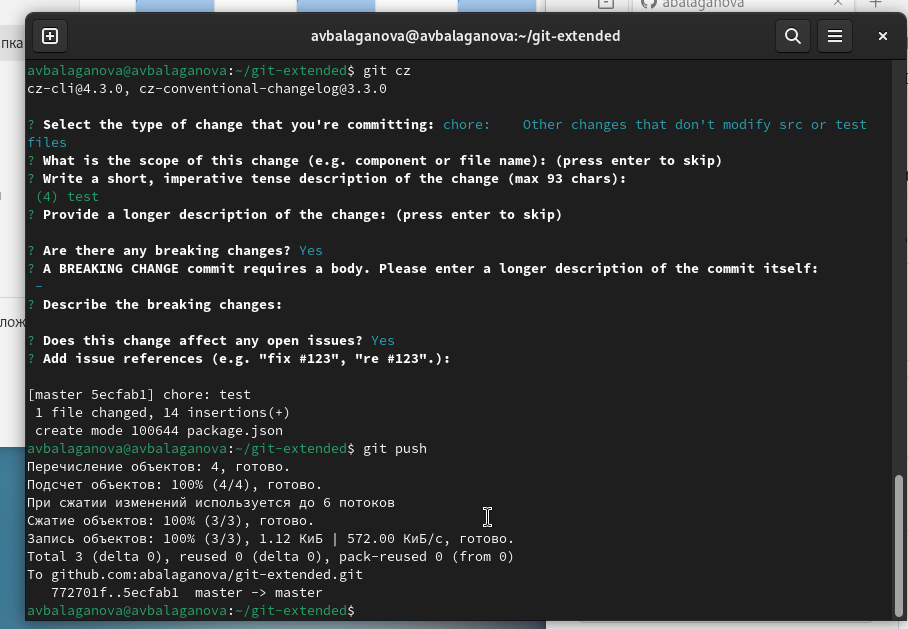 abalaganova
пка
лож
avbalaganova@avbalaganova:~/git-extended
avbalaganova@avbalaganova:~/git-extended$ git cz
cz-cli@4.3.0, cz-conventional-changelog@3.3.0
? Select the type of change that you're committing: chore:    Other changes that don't modify src or test
files
? What is the scope of this change (e.g. component or file name): (press enter to skip)
? Write a short, imperative tense description of the change (max 93 chars):
(4) test
? Provide a longer description of the change: (press enter to skip)
? Are there any breaking changes? Yes
? A BREAKING CHANGE commit requires a body. Please enter a longer description of the commit itself:
-
? Describe the breaking changes:
? Does this change affect any open issues? Yes
? Add issue references (e.g. "fix #123", "re #123".):
[master 5ecfab1] chore: test
1 file changed, 14 insertions(+)
create mode 100644 package.json
avbalaganova@avbalaganova:~/git-extended$ git push
Перечисление объектов: 4, готово.
Подсчет объектов: 100% (4/4), готово.
При сжатии изменений используется до 6 потоков
Сжатие объектов: 100% (3/3), готово.
Запись объектов: 100% (3/3), 1.12 КиБ | 572.00 КиБ/с, готово.
Total 3 (delta 0), reused 0 (delta 0), pack-reused 0 (from 0)
To github.com:abalaganova/git-extended.git
772701f..5ecfab1  master -> master
avbalaganova@avbalaganova:~/git-extended$